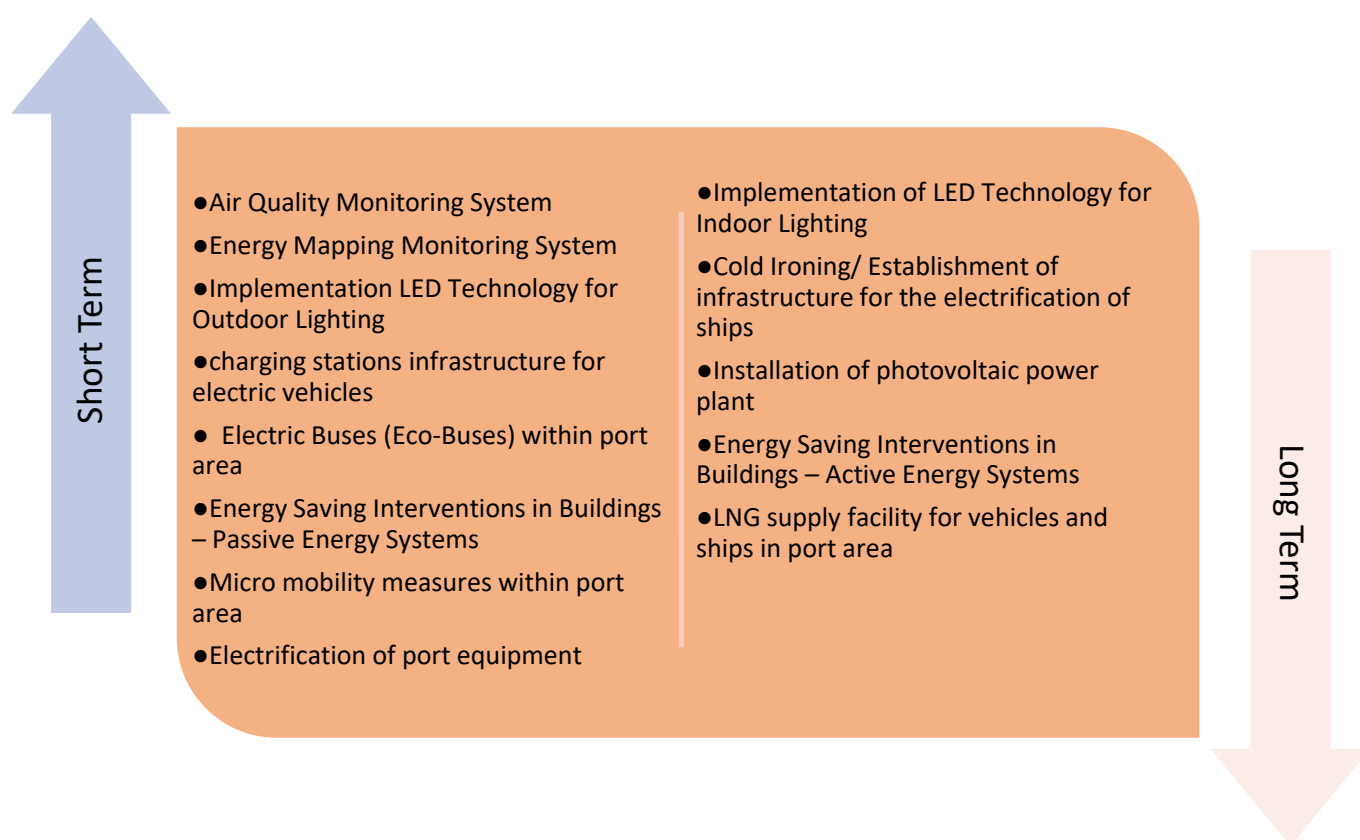 Short Term
●Air Quality Monitoring System
●Energy Mapping Monitoring System
●Implementation LED Technology for
Outdoor Lighting
●charging stations infrastructure for
electric vehicles
● Electric Buses (Eco-Buses) within port
area
●Energy Saving Interventions in Buildings
– Passive Energy Systems
●Micro mobility measures within port
area
●Electrification of port equipment
●Implementation of LED Technology for
Indoor Lighting
●Cold Ironing/ Establishment of
infrastructure for the electrification of
ships
●Installation of photovoltaic power
plant
●Energy Saving Interventions in
Buildings – Active Energy Systems
●LNG supply facility for vehicles and
ships in port area
Long Term